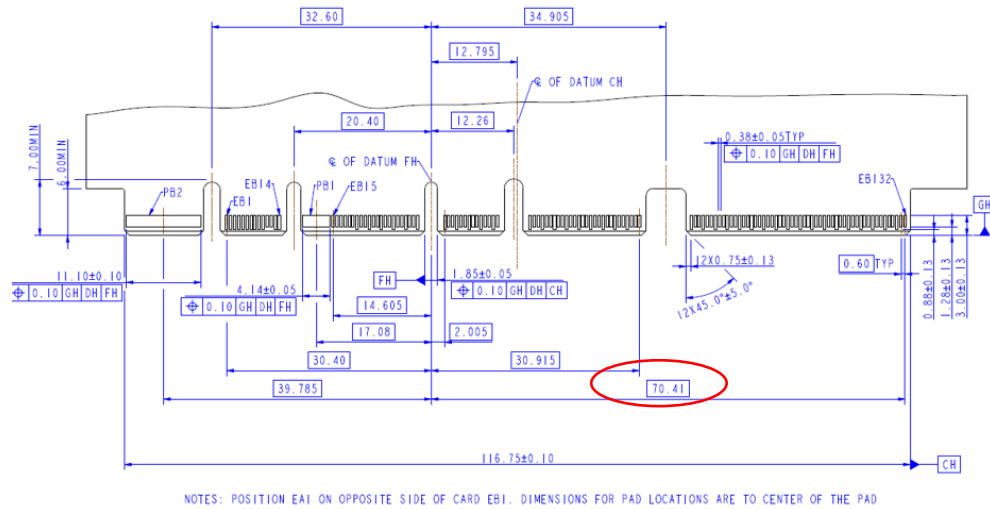 32.60
34.905
12.795
℄ OF DATUM CH
20.40
12.26
0.38±0.05TYP
⌖ 0.10 GH DH FH
7.00MIN
6.00MIN
℄ OF DATUM FH
PB2
EB1
EB14
PB1
EB15
EB132
GH
11.10±0.10
⌖ 0.10 GH DH FH
4.14±0.05
⌖ 0.10 GH DH FH
FH
1.85±0.05
⌖ 0.10 GH DH CH
12X0.75±0.13
12X45.0°±5.0°
0.60 TYP
0.88±0.13
1.28±0.13
3.00±0.13
14.605
17.08
2.005
30.40
30.915
39.785
70.41
116.75±0.10
CH
NOTES: POSITION EA1 ON OPPOSITE SIDE OF CARD EB1. DIMENSIONS FOR PAD LOCATIONS ARE TO CENTER OF THE PAD